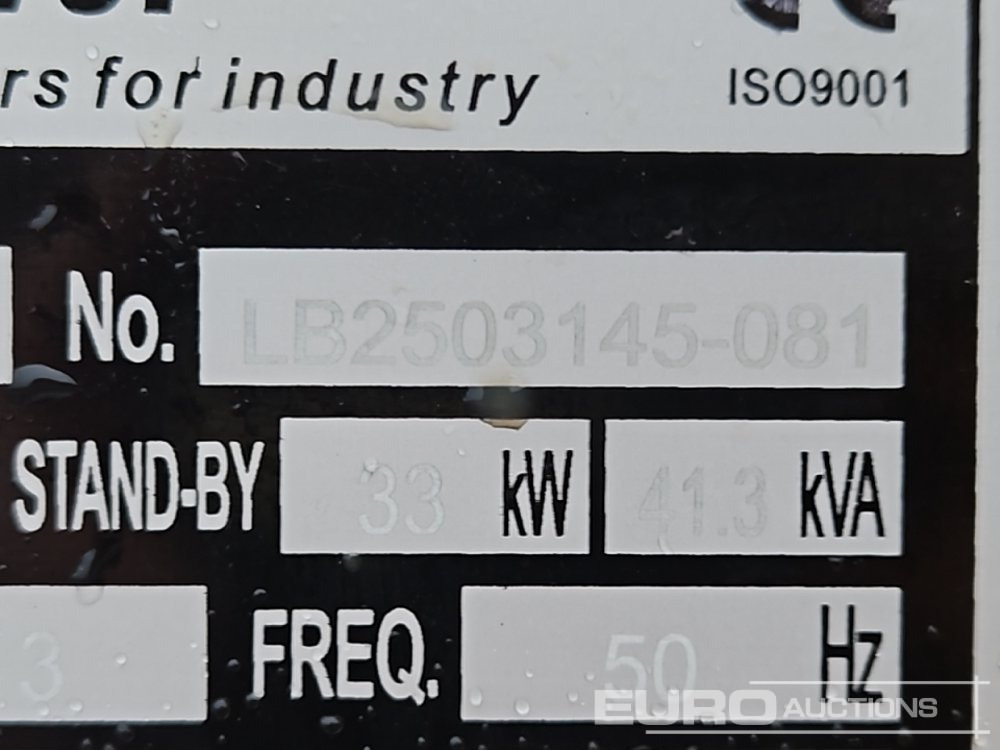 rs for industry
ISO9001
No. LB2503145-081
STAND-BY 33 kW 41.3 kVA
3 FREQ. 50 Hz
EURO AUCTIONS